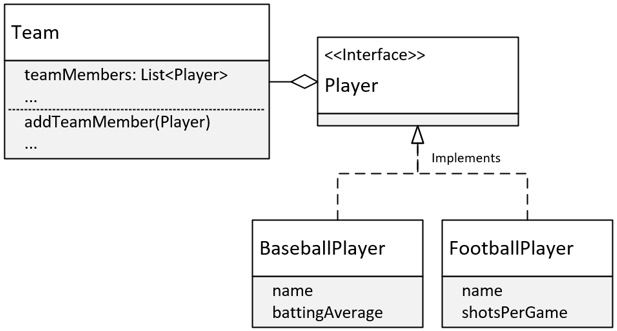 Team
teamMembers: List<Player>
...
addTeamMember(Player)
...
<<Interface>>
Player
Implements
BaseballPlayer
name
battingAverage
FootballPlayer
name
shotsPerGame